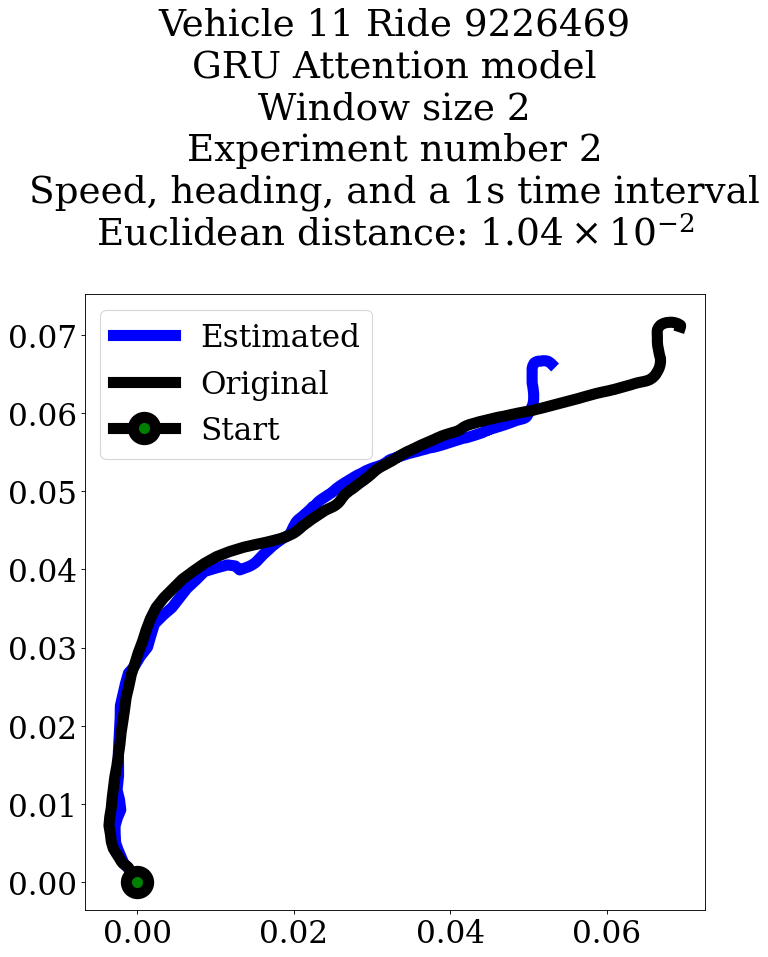 Vehicle 11 Ride 9226469
GRU Attention model
Window size 2
Experiment number 2
Speed, heading, and a 1s time interval
Euclidean distance: 1.04 × 10⁻²
Estimated
Original
Start
0.07
0.06
0.05
0.04
0.03
0.02
0.01
0.00
0.00 0.02 0.04 0.06